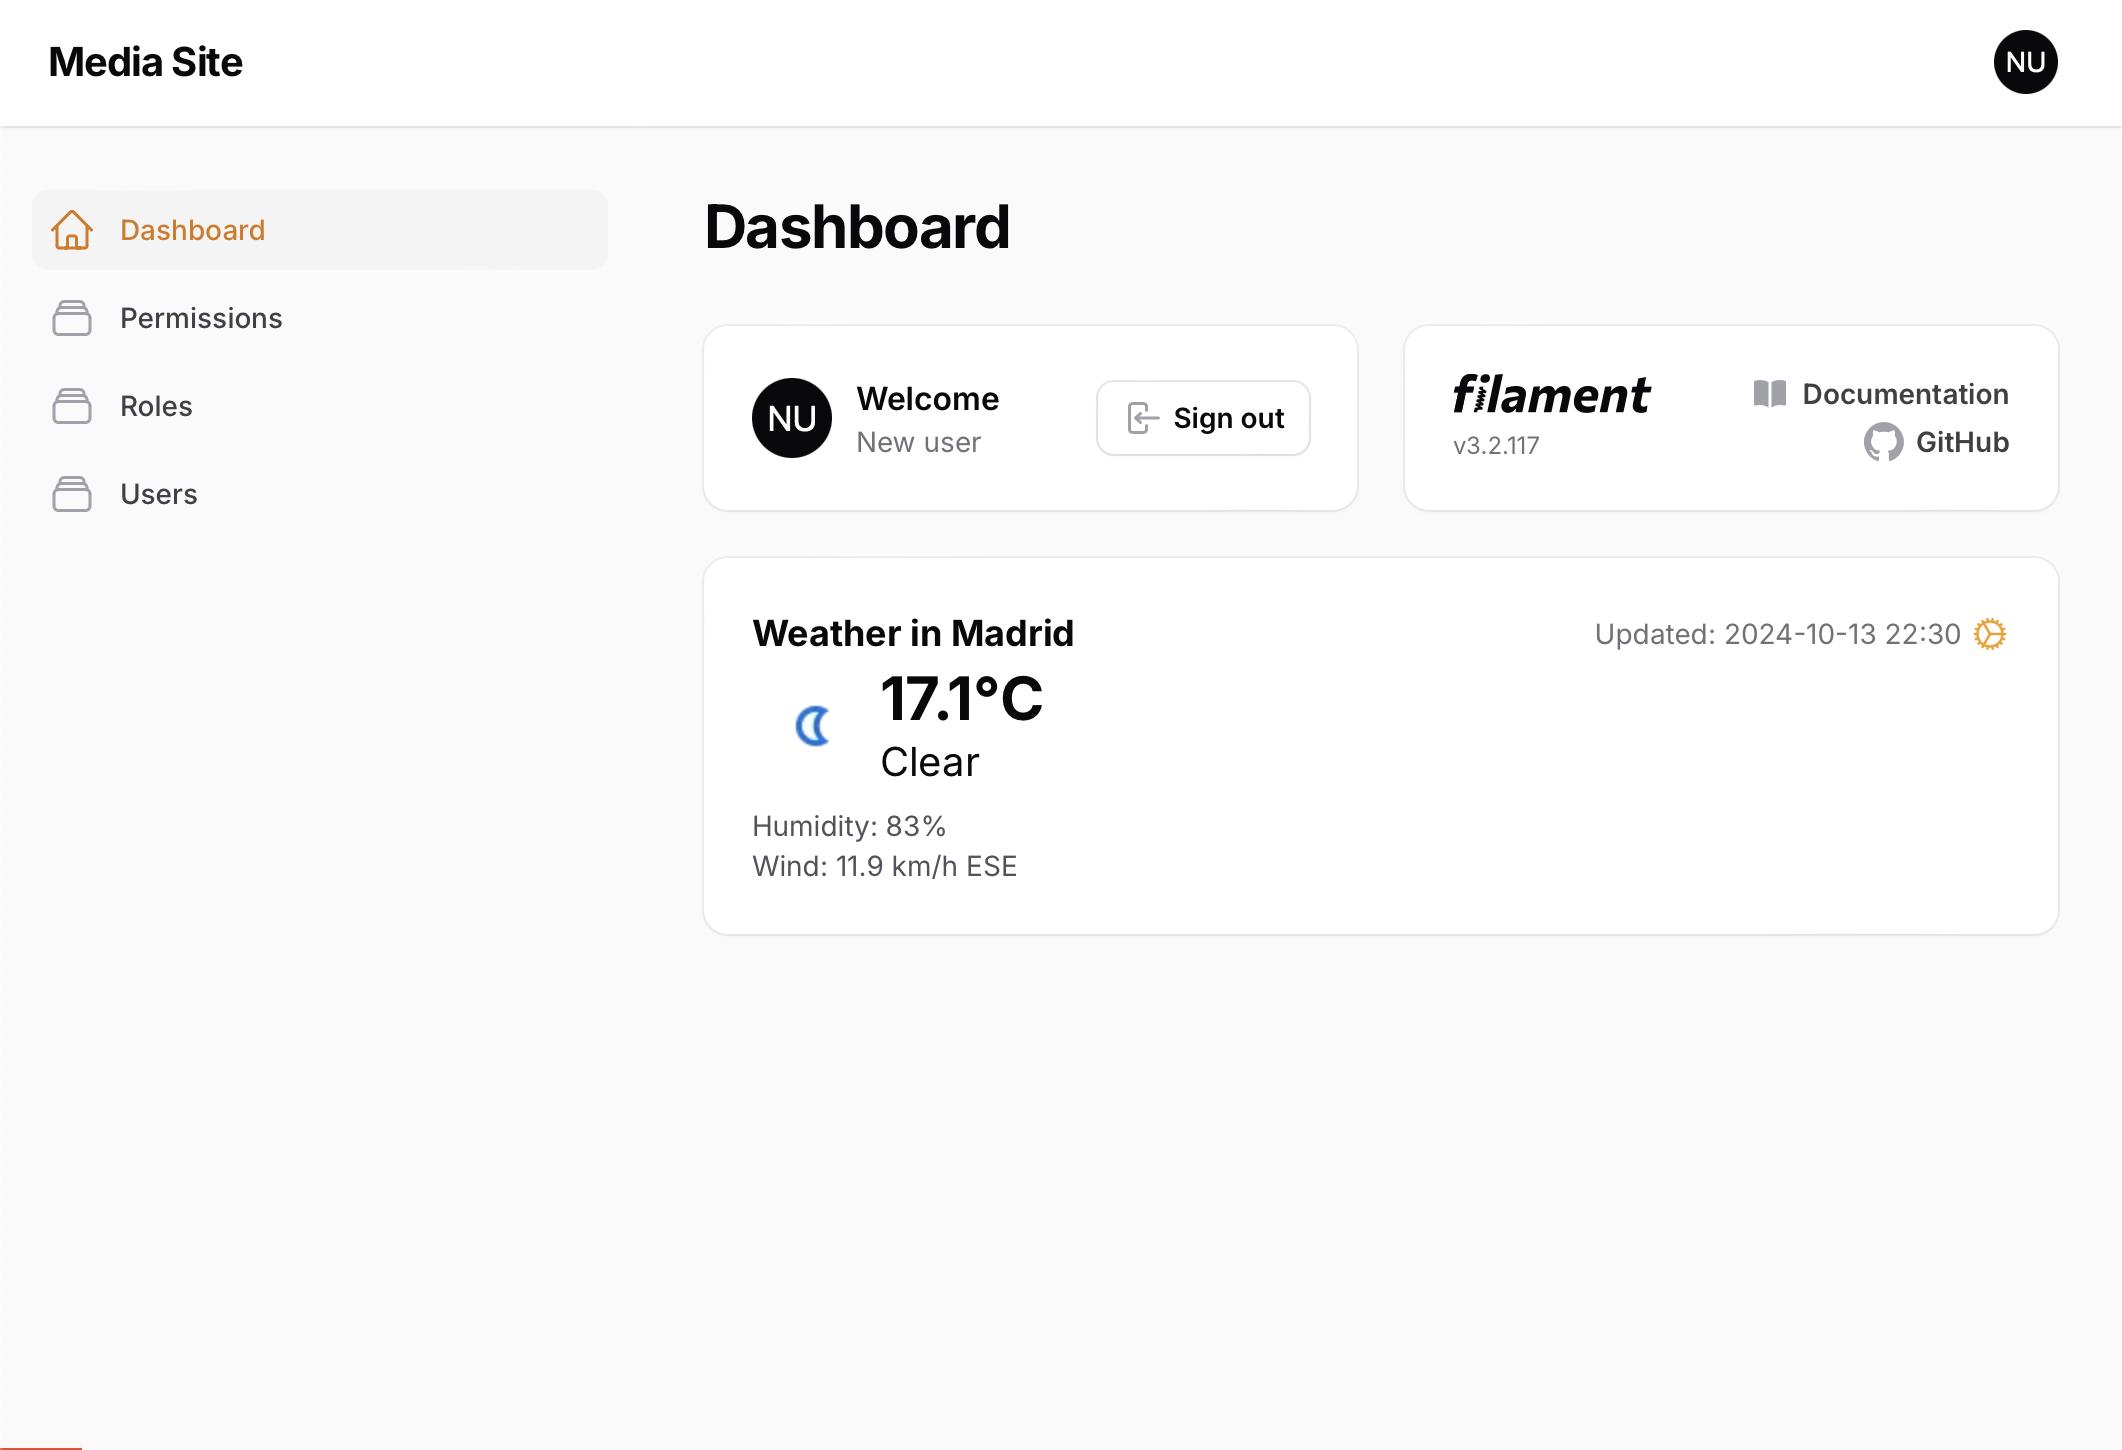 Media Site
NU
Dashboard
Permissions
Roles
Users
Dashboard
NU
Welcome
New user
Sign out
filament
v3.2.117
Documentation
GitHub
Weather in Madrid
Updated: 2024-10-13 22:30
17.1°C
Clear
Humidity: 83%
Wind: 11.9 km/h ESE